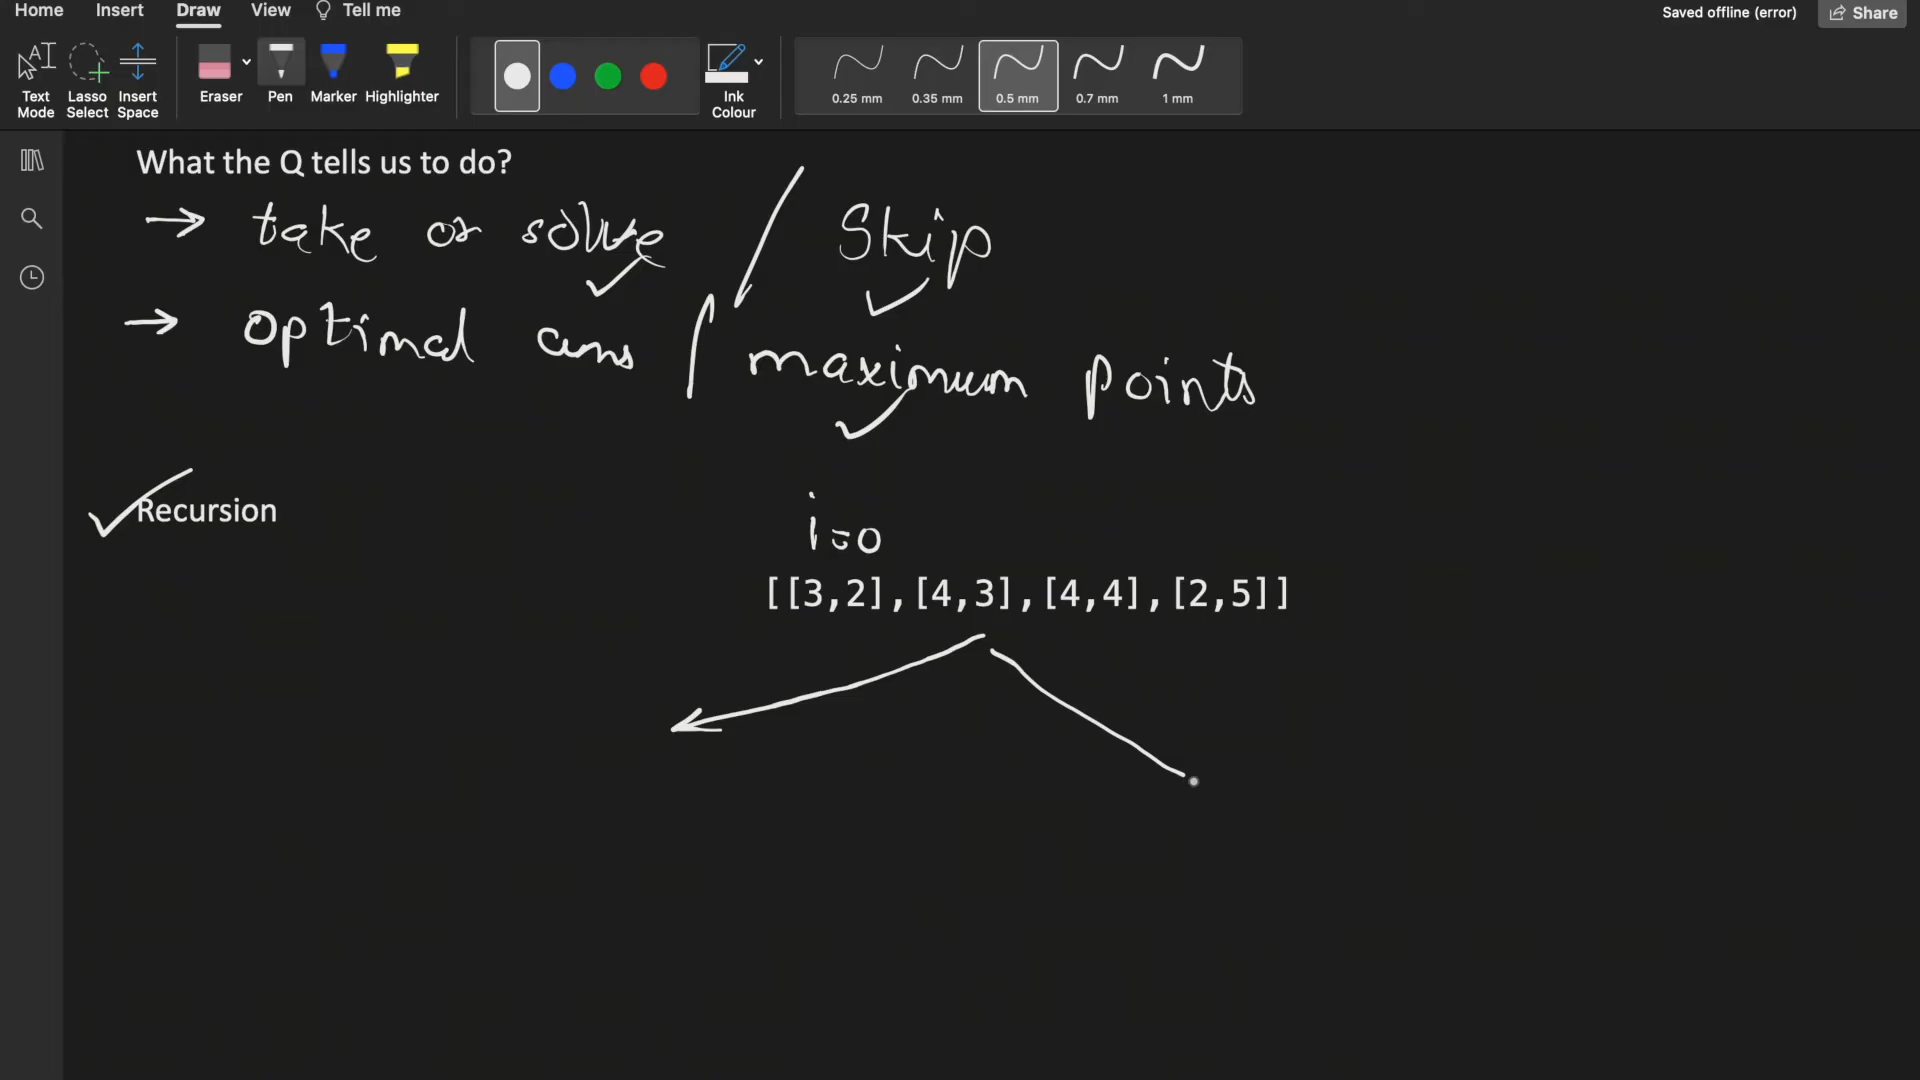 Home Insert Draw View Tell me Saved offline (error) Share
Text Mode Lasso Select Insert Space Eraser Pen Marker Highlighter Ink Colour 0.25 mm 0.35 mm 0.5 mm 0.7 mm 1 mm
What the Q tells us to do?
→ take or solve / Skip
→ optimal ans / maximum points
Recursion
i=0
[[3,2],[4,3],[4,4],[2,5]]